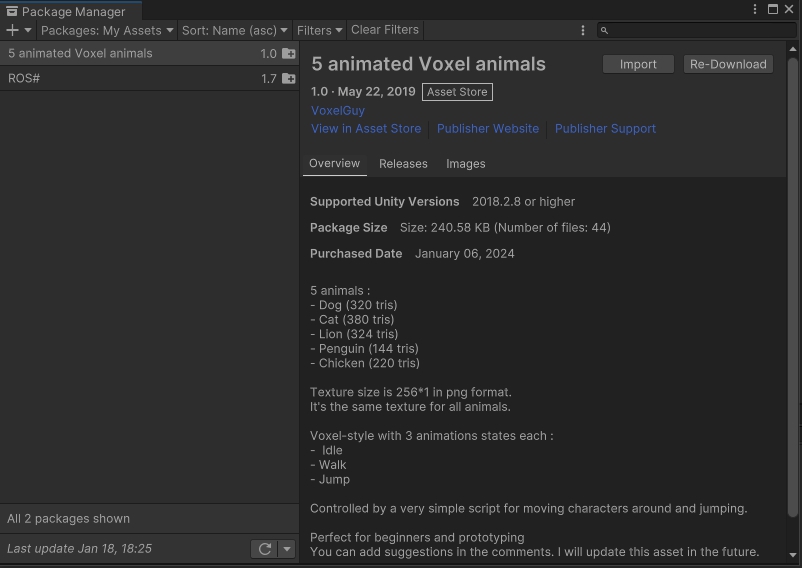 Package Manager
Packages: My Assets Sort: Name (asc) Filters Clear Filters
5 animated Voxel animals 1.0
ROS# 1.7
All 2 packages shown
Last update Jan 18, 18:25
5 animated Voxel animals
Import Re-Download
1.0 · May 22, 2019 Asset Store
VoxelGuy
View in Asset Store Publisher Website Publisher Support
Overview Releases Images
Supported Unity Versions 2018.2.8 or higher
Package Size Size: 240.58 KB (Number of files: 44)
Purchased Date January 06, 2024
5 animals :
- Dog (320 tris)
- Cat (380 tris)
- Lion (324 tris)
- Penguin (144 tris)
- Chicken (220 tris)
Texture size is 256*1 in png format.
It's the same texture for all animals.
Voxel-style with 3 animations states each :
- Idle
- Walk
- Jump
Controlled by a very simple script for moving characters around and jumping.
Perfect for beginners and prototyping
You can add suggestions in the comments. I will update this asset in the future.